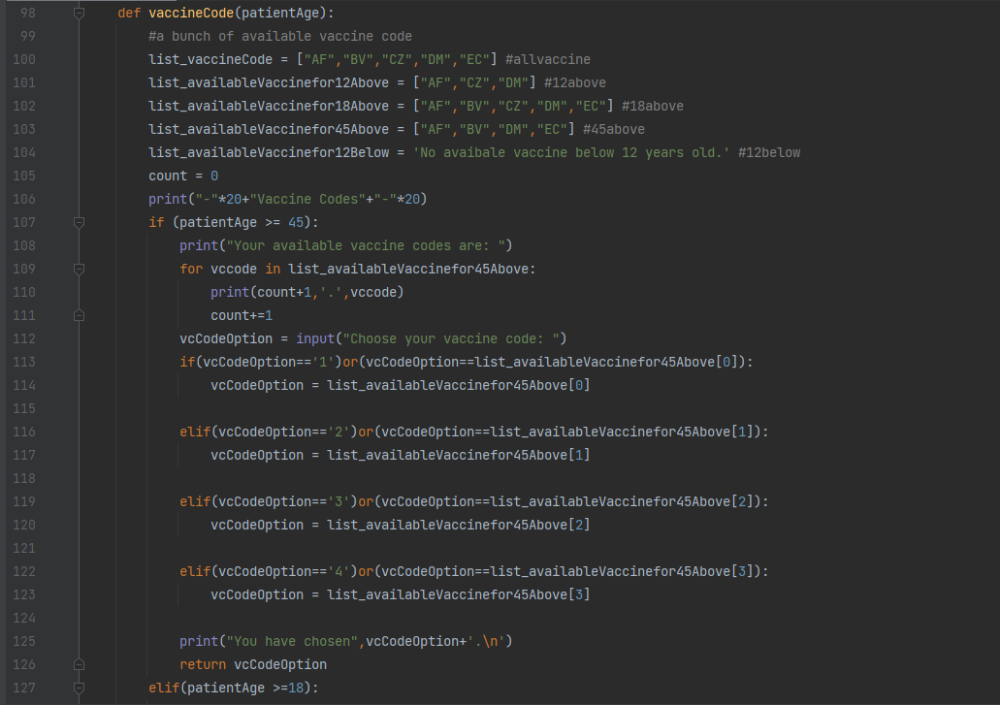 98 def vaccineCode(patientAge):
99 #a bunch of available vaccine code
100 list_vaccineCode = ["AF","BV","CZ","DM","EC"] #allvaccine
101 list_availableVaccinefor12Above = ["AF","CZ","DM"] #12above
102 list_availableVaccinefor18Above = ["AF","BV","CZ","DM","EC"] #18above
103 list_availableVaccinefor45Above = ["AF","BV","DM","EC"] #45above
104 list_availableVaccinefor12Below = 'No avaibale vaccine below 12 years old.' #12below
105 count = 0
106 print("-"*20+"Vaccine Codes"+"-"*20)
107 if (patientAge >= 45):
108 print("Your available vaccine codes are: ")
109 for vccode in list_availableVaccinefor45Above:
110 print(count+1,'.',vccode)
111 count+=1
112 vcCodeOption = input("Choose your vaccine code: ")
113 if(vcCodeOption=='1')or(vcCodeOption==list_availableVaccinefor45Above[0]):
114 vcCodeOption = list_availableVaccinefor45Above[0]
115
116 elif(vcCodeOption=='2')or(vcCodeOption==list_availableVaccinefor45Above[1]):
117 vcCodeOption = list_availableVaccinefor45Above[1]
118
119 elif(vcCodeOption=='3')or(vcCodeOption==list_availableVaccinefor45Above[2]):
120 vcCodeOption = list_availableVaccinefor45Above[2]
121
122 elif(vcCodeOption=='4')or(vcCodeOption==list_availableVaccinefor45Above[3]):
123 vcCodeOption = list_availableVaccinefor45Above[3]
124
125 print("You have chosen",vcCodeOption+'.\n')
126 return vcCodeOption
127 elif(patientAge >=18):